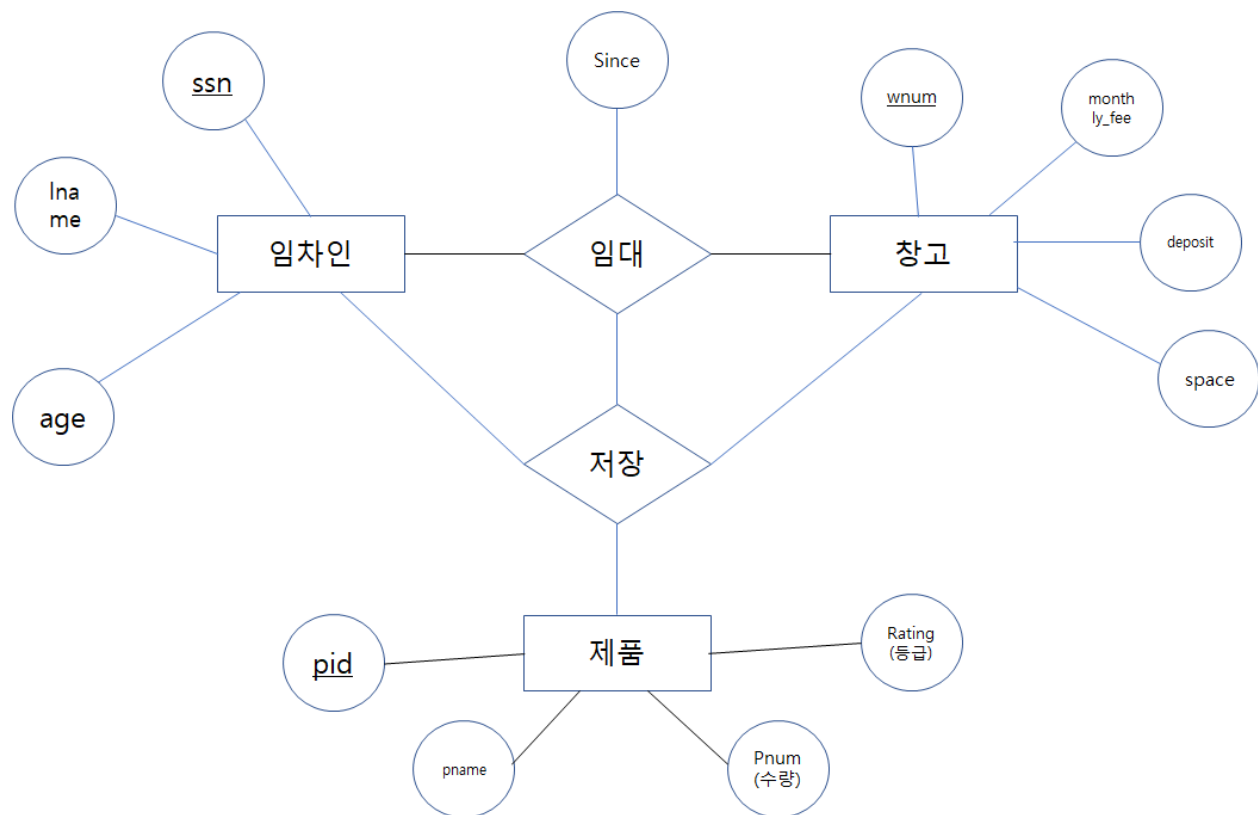 ssn
Since
wnum
month
ly_fee
lna
me
임차인
임대
창고
deposit
age
space
저장
pid
제품
Rating
(등급)
pname
Pnum
(수량)